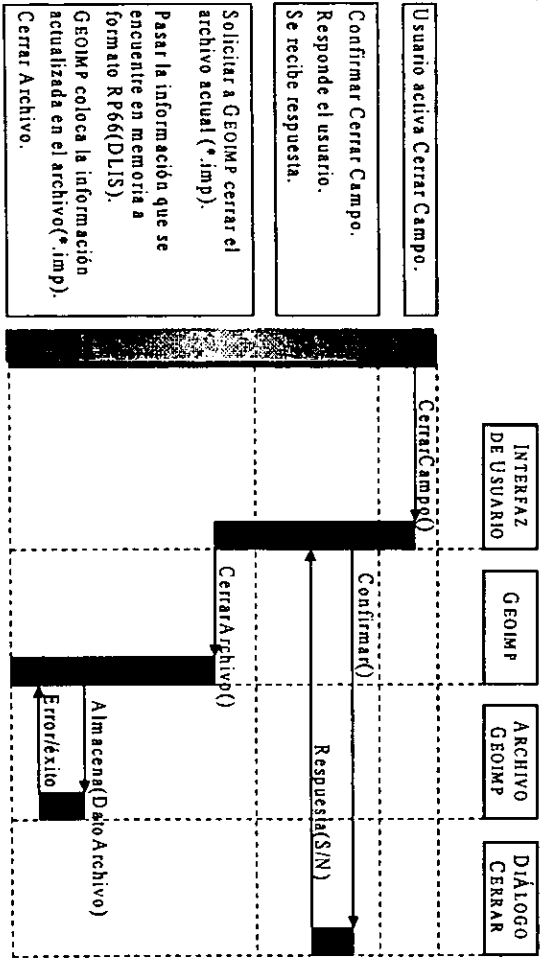 INTERFAZ
DE USUARIO
GEOIMP
ARCHIVO
GEOIMP
DIÁLOGO
CERRAR
Usuario activa Cerrar Campo.
CerrarCampo()
Confirmar Cerrar Campo.
Responde el usuario.
Se recibe respuesta.
Confirmar()
Respuesta(S/N)
Solicitar a GEOIMP cerrar el
archivo actual (*.imp).
Pasar la información que se
encuentre en memoria a
formato RP66(DLIS).
GEOIMP coloca la información
actualizada en el archivo(*.imp).
Cerrar Archivo.
CerrarArchivo()
Almacena(DatoArchivo)
Error/éxito